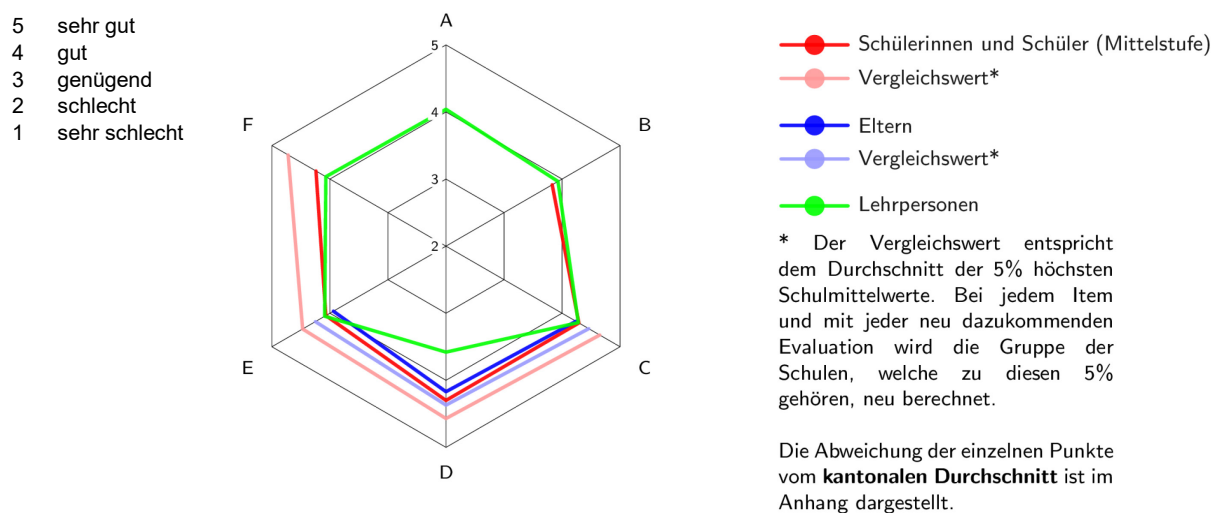 5 sehr gut
4 gut
3 genügend
2 schlecht
1 sehr schlecht
A
5
4
3
2
F
B
E
C
D
Schülerinnen und Schüler (Mittelstufe)
Vergleichswert*
Eltern
Vergleichswert*
Lehrpersonen
* Der Vergleichswert entspricht
dem Durchschnitt der 5% höchsten
Schulmittelwerte. Bei jedem Item
und mit jeder neu dazukommenden
Evaluation wird die Gruppe der
Schulen, welche zu diesen 5%
gehören, neu berechnet.
Die Abweichung der einzelnen Punkte
vom kantonalen Durchschnitt ist im
Anhang dargestellt.